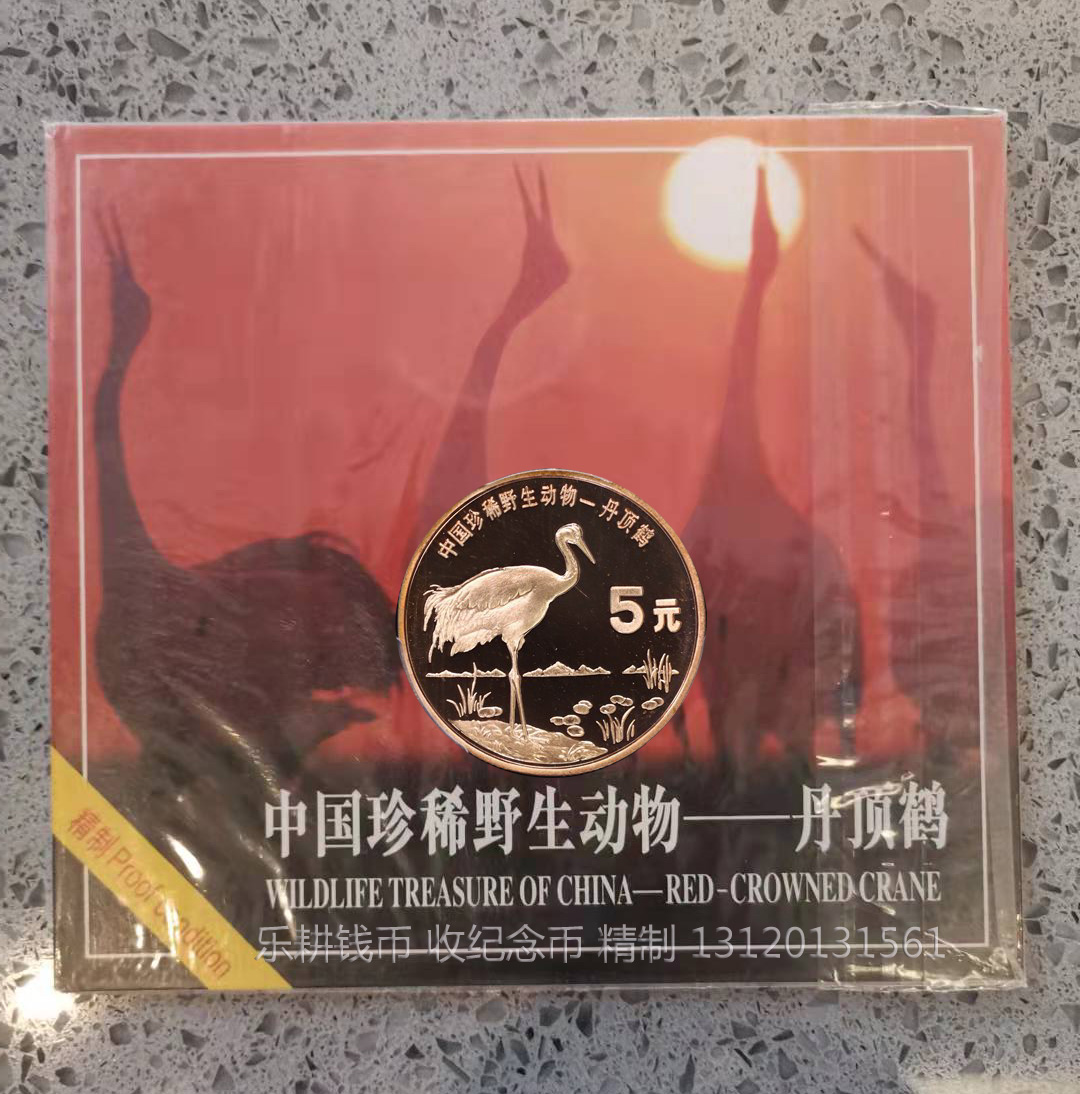 中国珍稀野生动物—丹顶鹤
5元
中国珍稀野生动物——丹顶鹤
WILDLIFE TREASURE OF CHINA—RED-CROWNED CRANE
精制 Proof condition
乐耕钱币 收纪念币 精制 13120131561